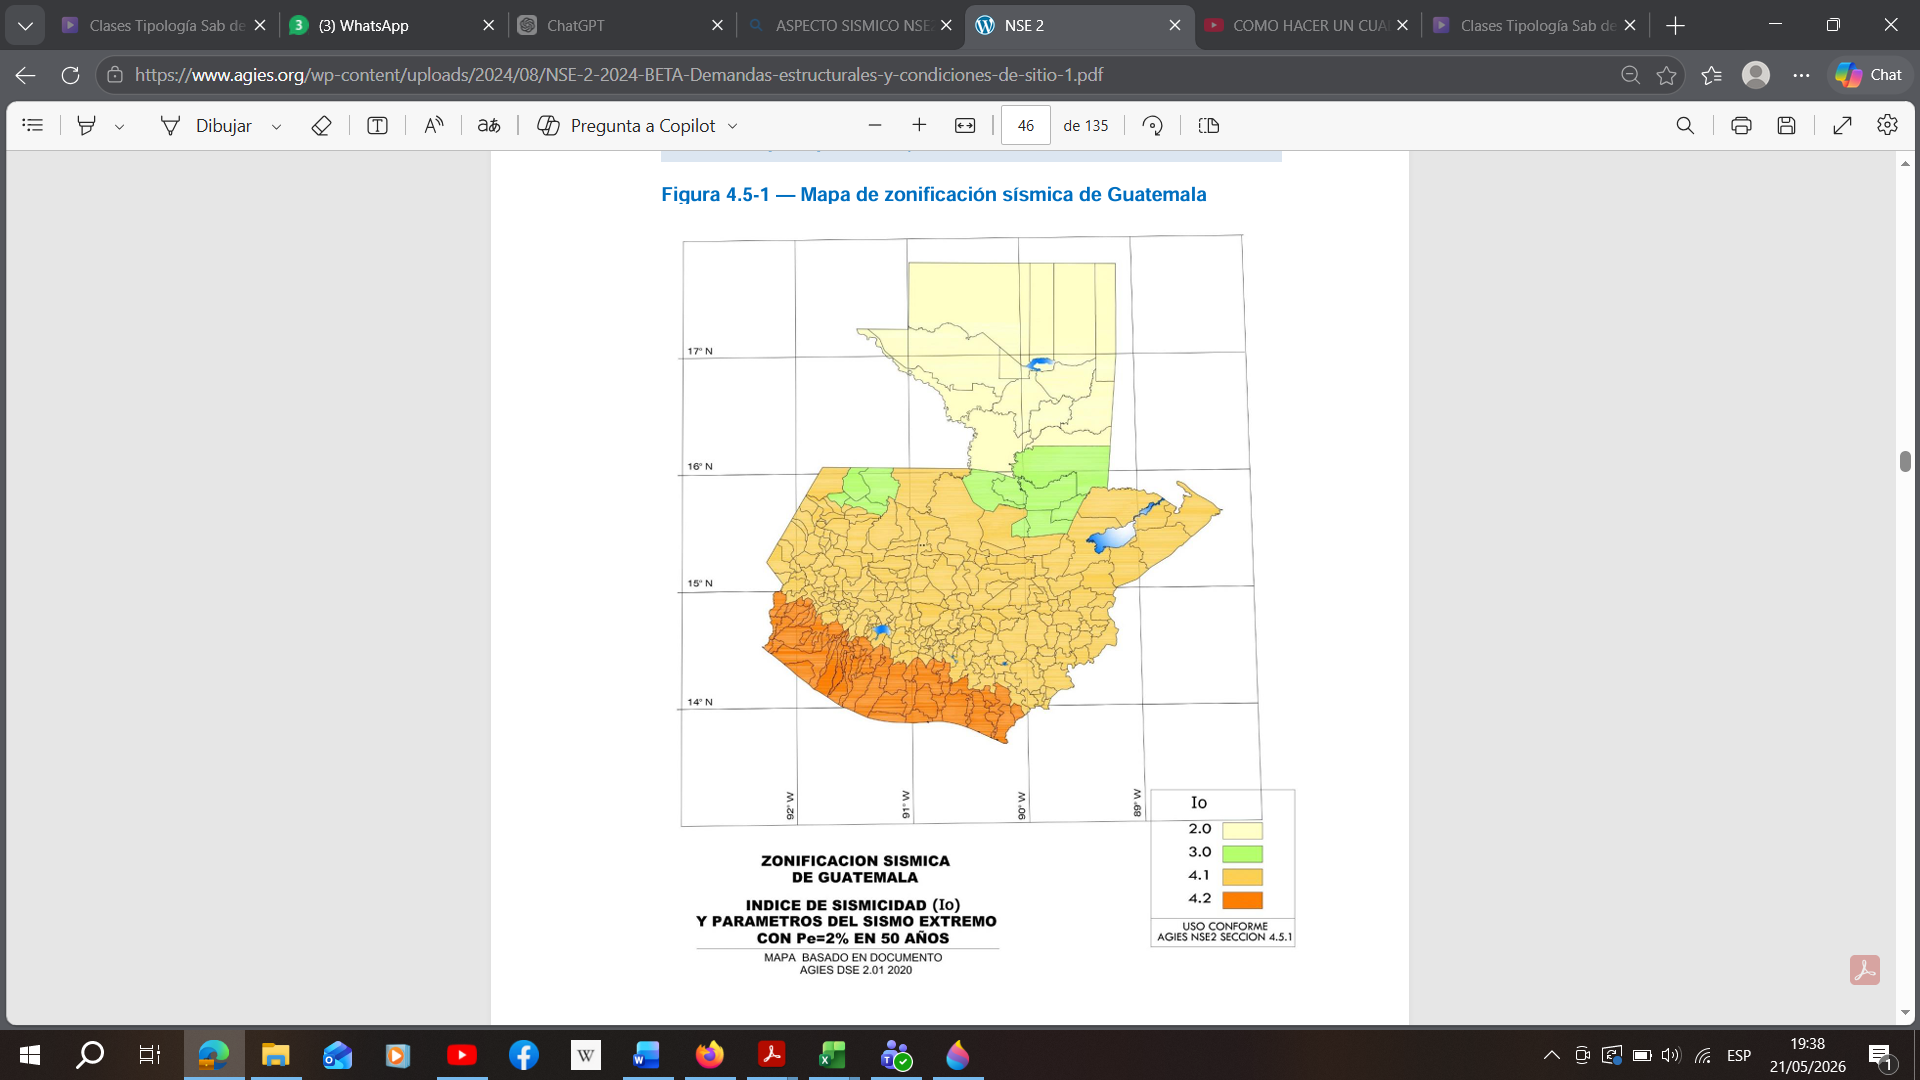 Clases Tipología Sab de
(3) WhatsApp
ChatGPT
ASPECTO SISMICO NSE
NSE 2
COMO HACER UN CUA
Clases Tipología Sab de
https://www.agies.org/wp-content/uploads/2024/08/NSE-2-2024-BETA-Demandas-estructurales-y-condiciones-de-sitio-1.pdf
Chat
Dibujar
Pregunta a Copilot
46
de 135
Figura 4.5-1 — Mapa de zonificación sísmica de Guatemala
17° N
16° N
15° N
14° N
92° W
91° W
90° W
89° W
Io
2.0
3.0
4.1
4.2
USO CONFORME
AGIES NSE2 SECCION 4.5.1
ZONIFICACION SISMICA
DE GUATEMALA
INDICE DE SISMICIDAD (Io)
Y PARAMETROS DEL SISMO EXTREMO
CON Pe=2% EN 50 AÑOS
MAPA BASADO EN DOCUMENTO
AGIES DSE 2.01 2020
ESP
19:38
21/05/2026
1